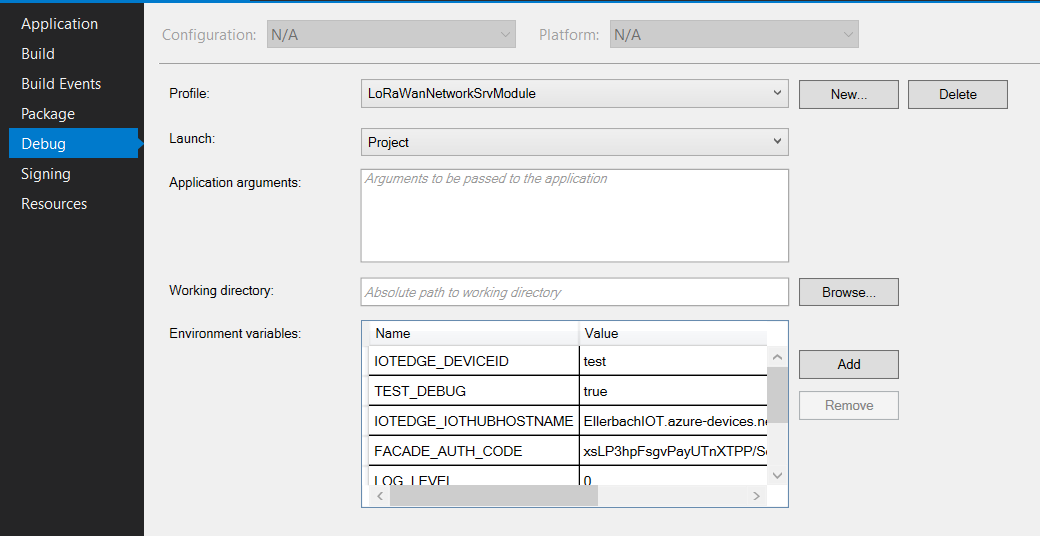 Application
Build
Build Events
Package
Debug
Signing
Resources
Configuration: N/A Platform: N/A
Profile: LoRaWanNetworkSrvModule New... Delete
Launch: Project
Application arguments: Arguments to be passed to the application
Working directory: Absolute path to working directory Browse...
Environment variables: Name Value
IOTEDGE_DEVICEID test
Add
TEST_DEBUG true
Remove
IOTEDGE_IOTHUBHOSTNAME EllerbachIOT.azure-devices.ne
FACADE_AUTH_CODE xsLP3hpFsgvPayUTnXTPP/S
LOG_LEVEL 0